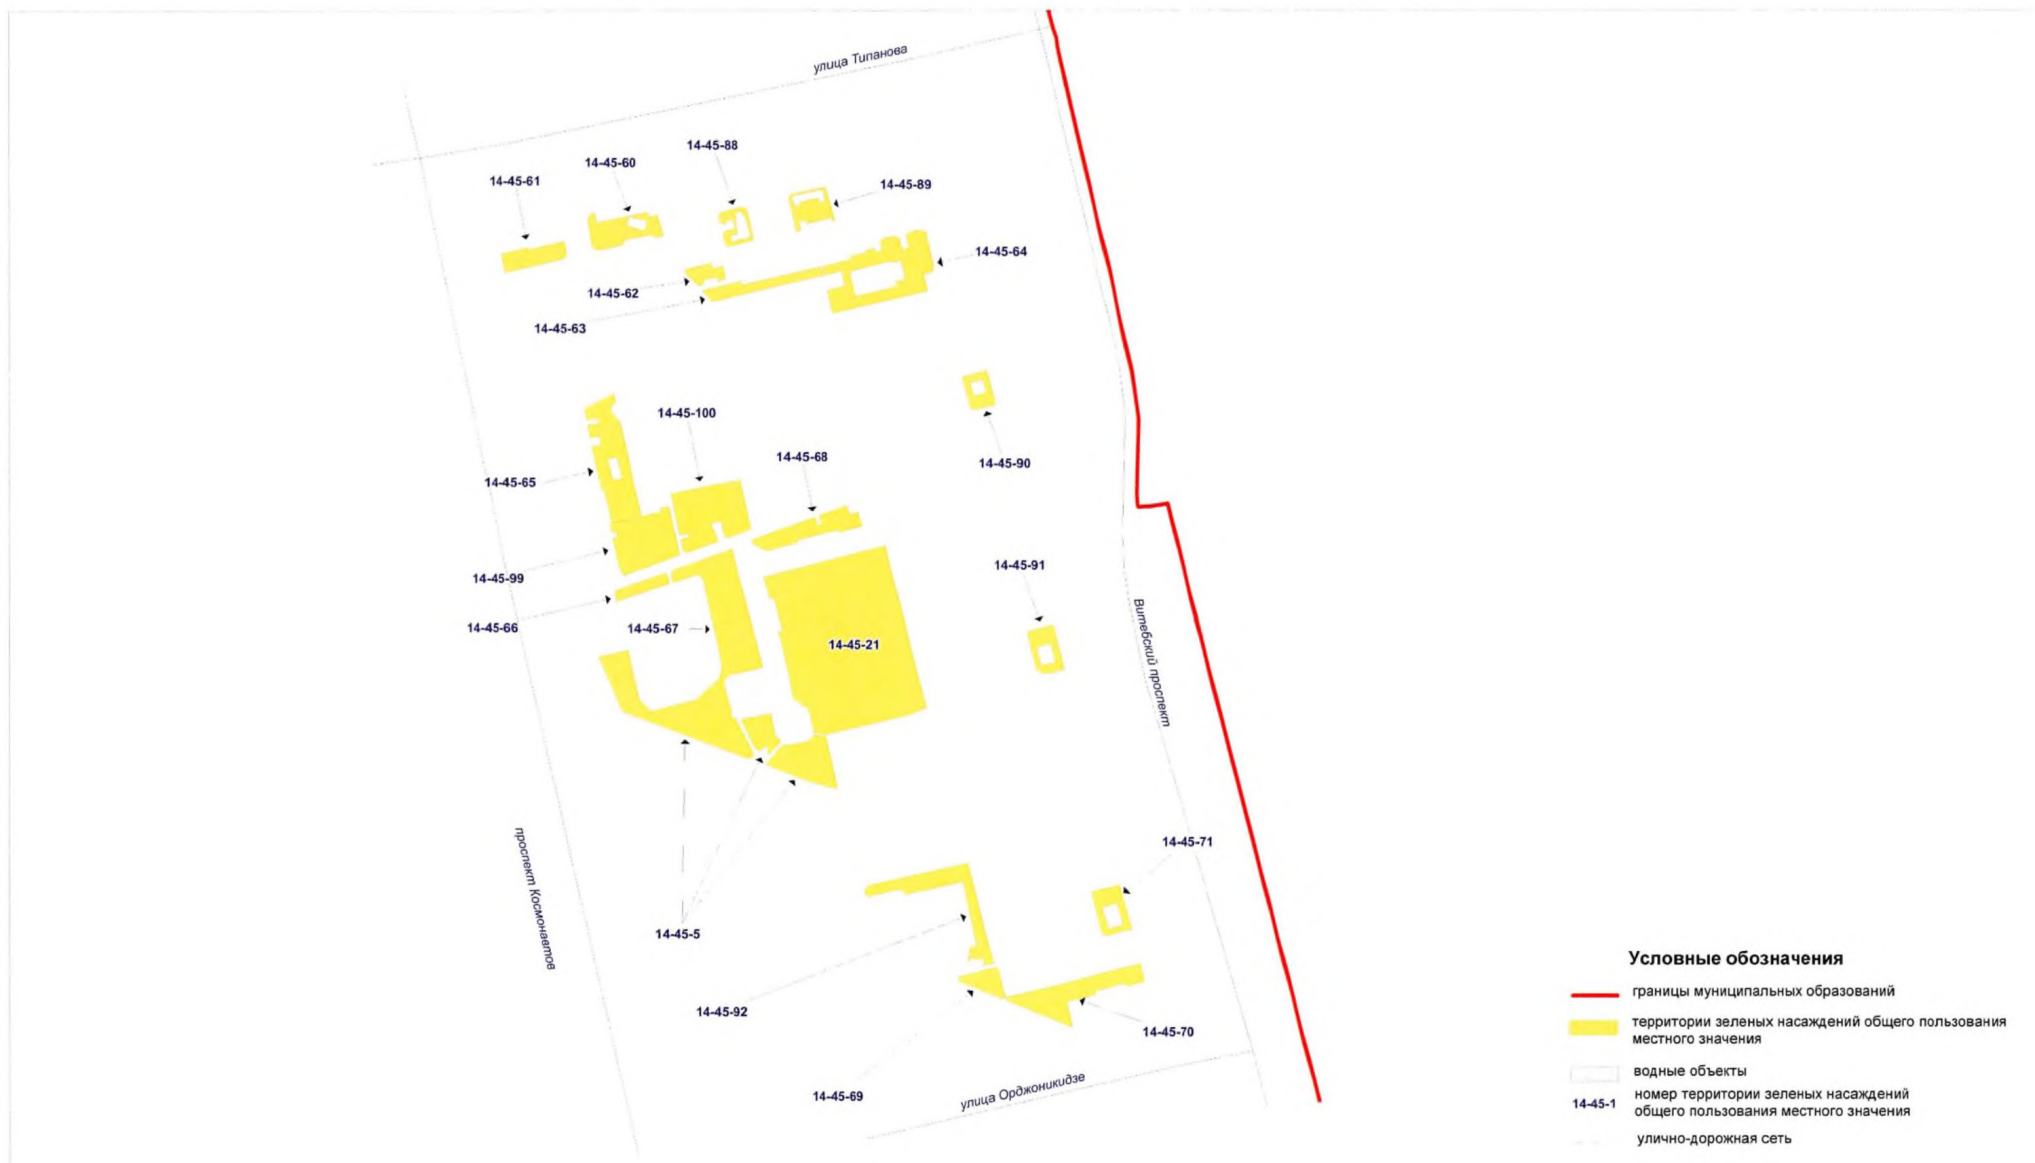 улица Типанова
14-45-88
14-45-60
14-45-61
14-45-89
14-45-64
14-45-62
14-45-63
14-45-100
14-45-68
14-45-90
14-45-65
14-45-99
14-45-91
14-45-66
14-45-67
14-45-21
Витебский проспект
14-45-71
проспект Космонавтов
14-45-5
14-45-92
14-45-70
14-45-69
улица Орджоникидзе
Условные обозначения
границы муниципальных образований
территории зеленых насаждений общего пользования
местного значения
водные объекты
14-45-1
номер территории зеленых насаждений
общего пользования местного значения
улично-дорожная сеть